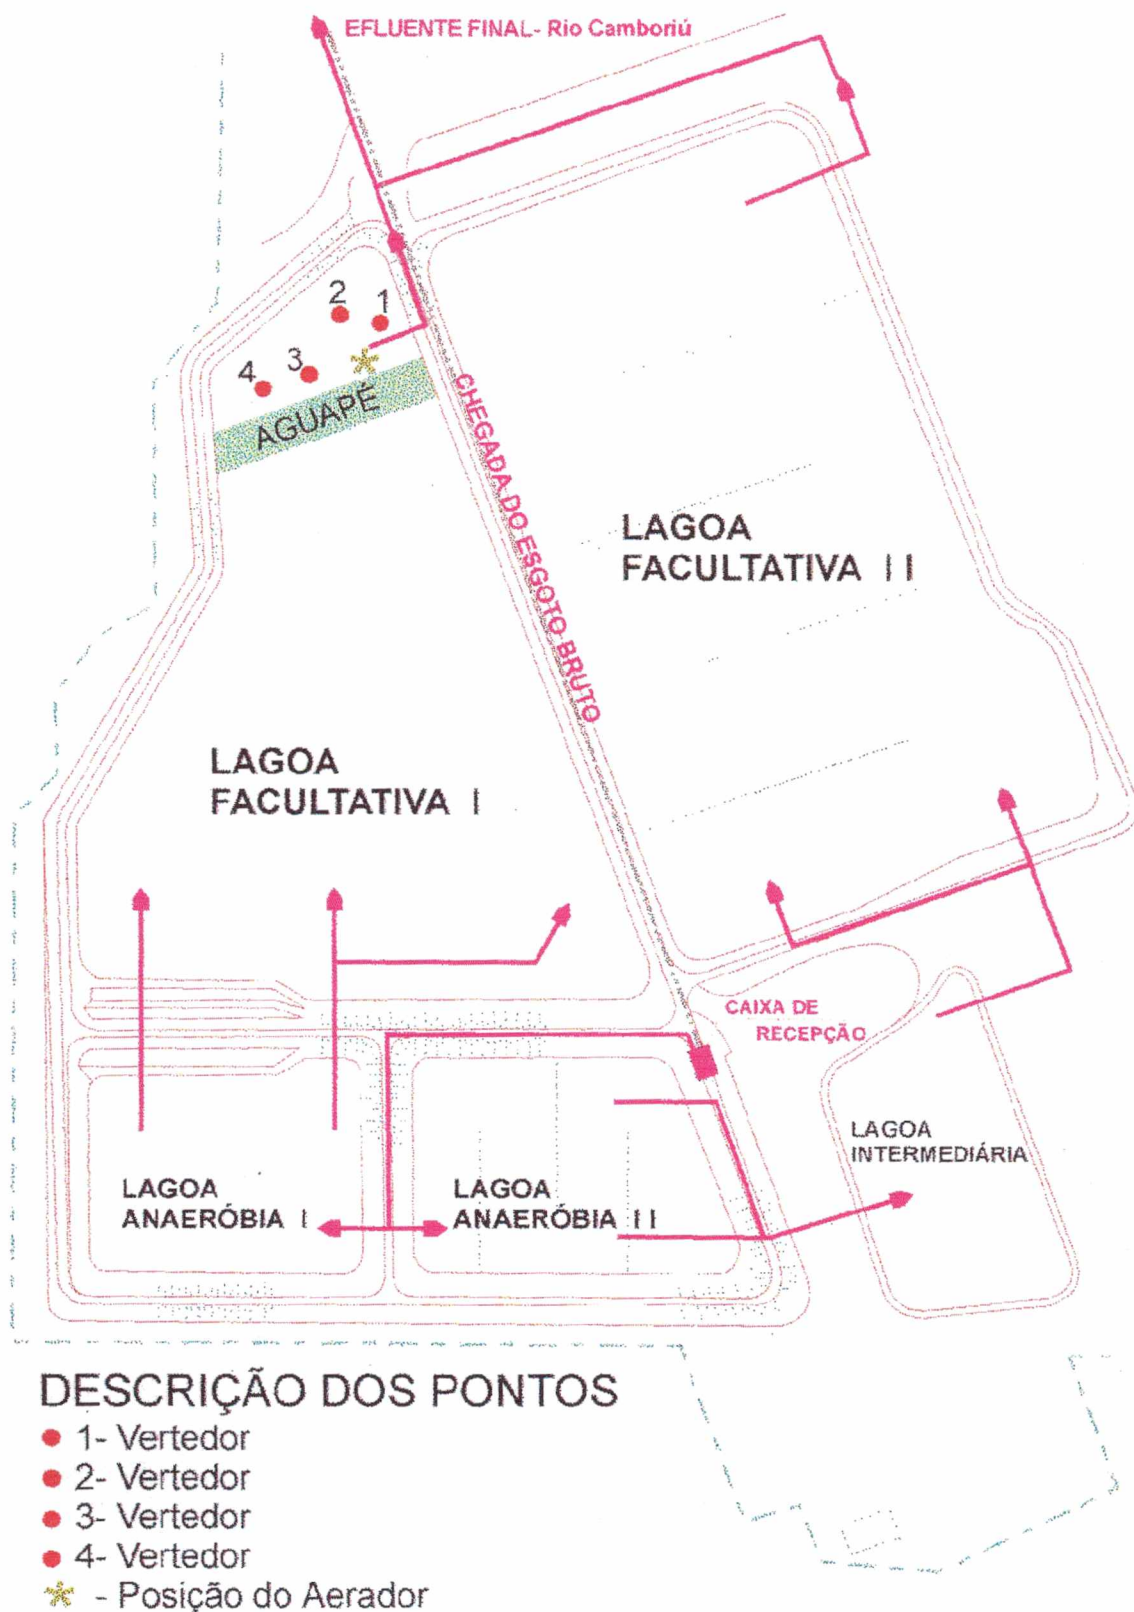 EFLUENTE FINAL- Rio Camboriú
2
1
3
4
AGUAPÉ
CHEGADA DO ESGOTO BRUTO
LAGOA
FACULTATIVA II
LAGOA
FACULTATIVA I
CAIXA DE
RECEPÇÃO
LAGOA
INTERMEDIÁRIA
LAGOA
ANAERÓBIA I
LAGOA
ANAERÓBIA II
DESCRIÇÃO DOS PONTOS
1- Vertedor
2- Vertedor
3- Vertedor
4- Vertedor
- Posição do Aerador